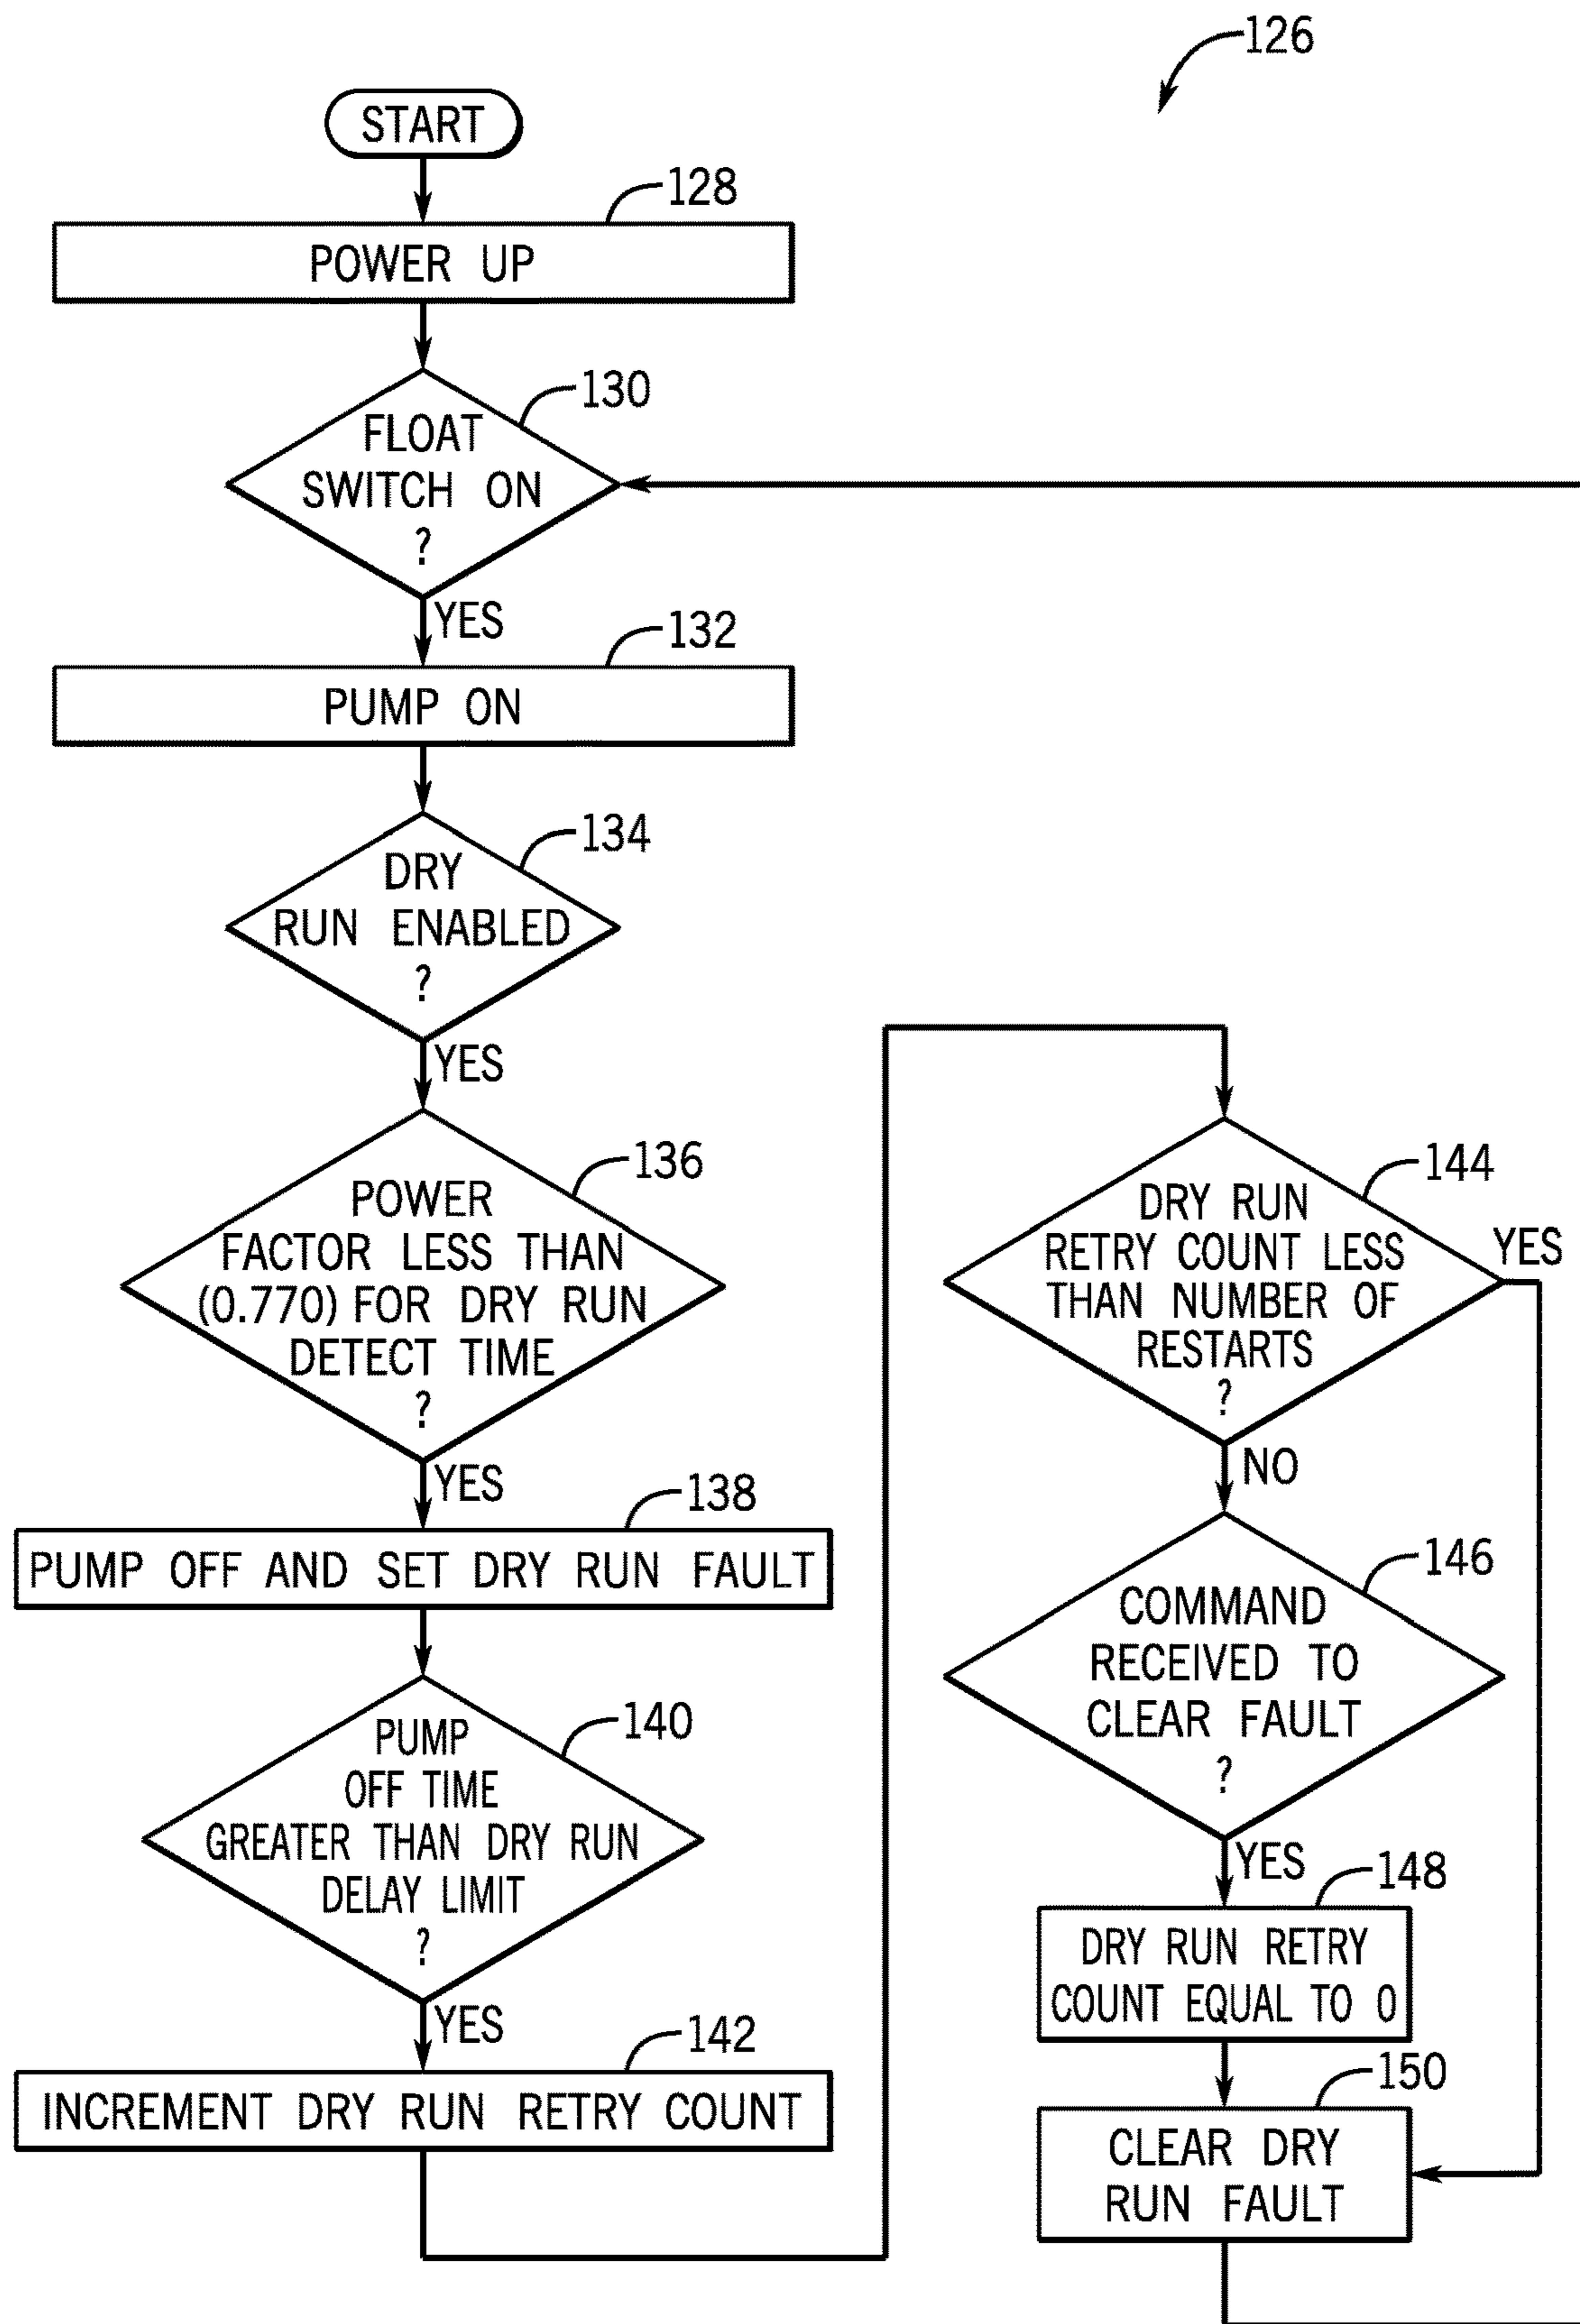 126
START
128
POWER UP
130
FLOAT
SWITCH ON
?
YES
132
PUMP ON
134
DRY
RUN ENABLED
?
YES
136
POWER
FACTOR LESS THAN
(0.770) FOR DRY RUN
DETECT TIME
?
YES
138
PUMP OFF AND SET DRY RUN FAULT
140
PUMP
OFF TIME
GREATER THAN DRY RUN
DELAY LIMIT
?
YES
142
INCREMENT DRY RUN RETRY COUNT
144
DRY RUN
RETRY COUNT LESS
THAN NUMBER OF
RESTARTS
?
YES
NO
146
COMMAND
RECEIVED TO
CLEAR FAULT
?
YES
148
DRY RUN RETRY
COUNT EQUAL TO 0
150
CLEAR DRY
RUN FAULT